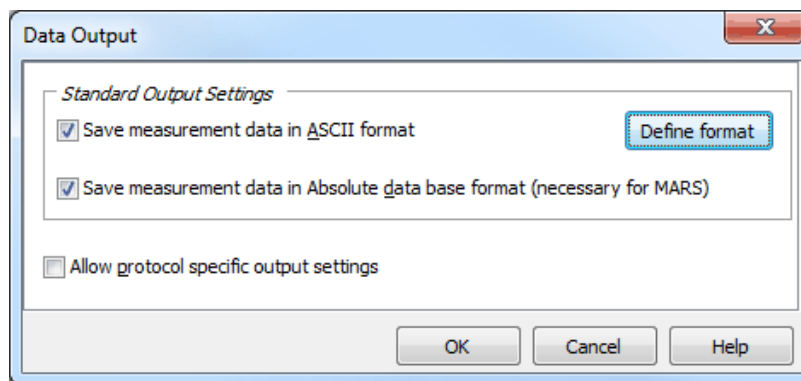 Data Output
Standard Output Settings
Save measurement data in ASCII format
Define format
Save measurement data in Absolute data base format (necessary for MARS)
Allow protocol specific output settings
OK
Cancel
Help